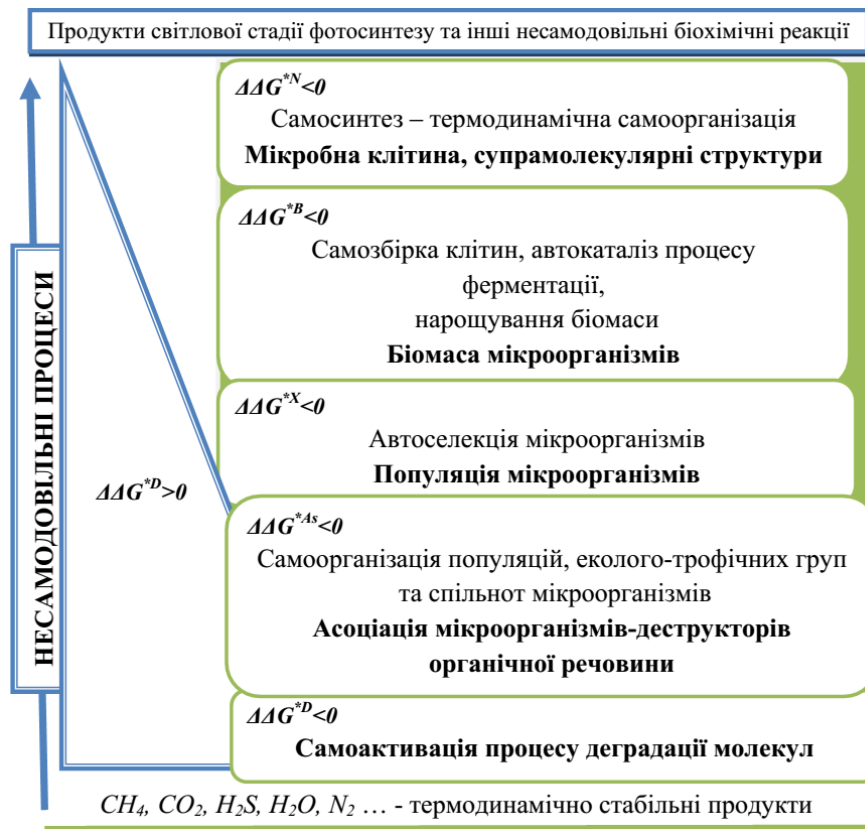 Продукти світлової стадії фотосинтезу та інші несамодовільні біохімічні реакції
ΔΔG*N<0
Самосинтез – термодинамічна самоорганізація
Мікробна клітина, супрамолекулярні структури
ΔΔG*B<0
Самозбірка клітин, автокаталіз процесу
ферментації,
нарощування біомаси
Біомаса мікроорганізмів
ΔΔG*X<0
Автоселекція мікроорганізмів
Популяція мікроорганізмів
НЕСАМОДОВІЛЬНІ ПРОЦЕСИ
ΔΔG*D>0
ΔΔG*As<0
Самоорганізація популяцій, еколого-трофічних груп
та спільнот мікроорганізмів
Асоціація мікроорганізмів-деструкторів
органічної речовини
ΔΔG*D<0
Самоактивація процесу деградації молекул
CH4, CO2, H2S, H2O, N2 … - термодинамічно стабільні продукти